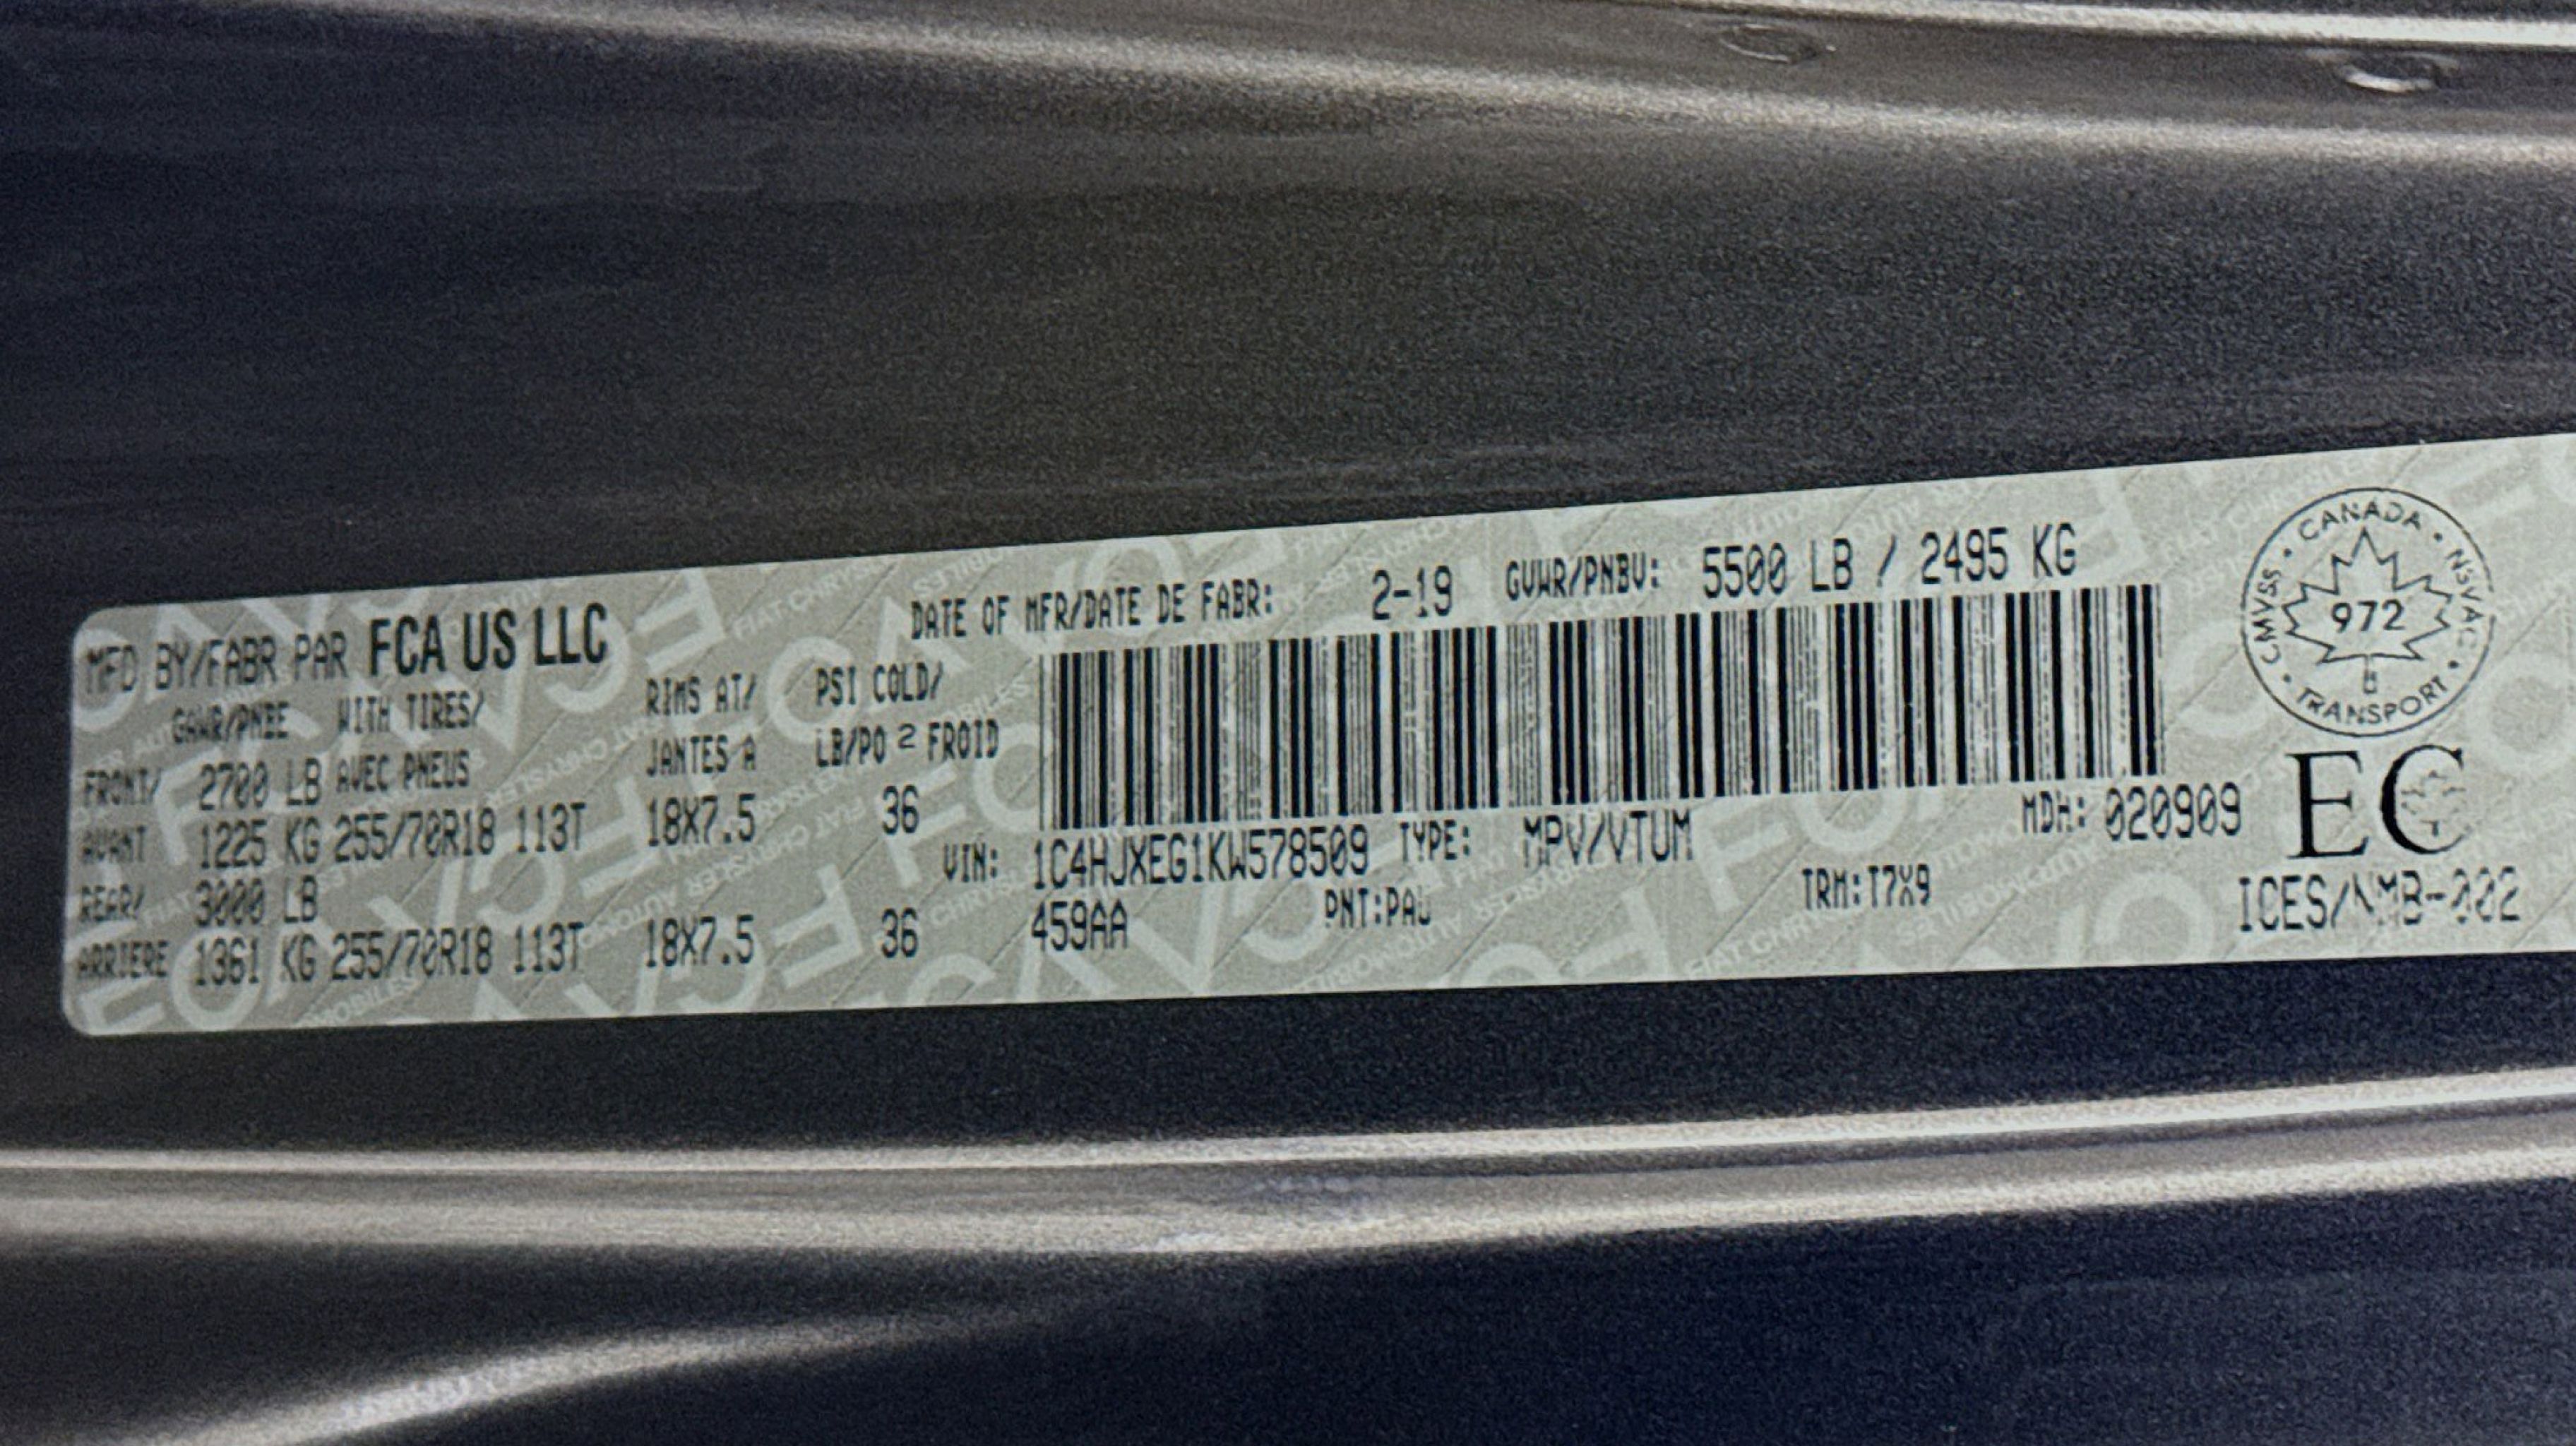 MFD BY/FABR PAR FCA US LLC
DATE OF MFR/DATE DE FABR: 2-19 GVWR/PNBV: 5500 LB / 2495 KG
GAWR/PNBE WITH TIRES/ RIMS AT/ PSI COLD/
AVEC PNEUS JANTES A LB/PO 2 FROID
FRONT/ 2700 LB
AVANT 1225 KG 255/70R18 113T 18X7.5 36
REAR/ 3000 LB
ARRIERE 1361 KG 255/70R18 113T 18X7.5 36
VIN: 1C4HJXEG1KW578509 TYPE: MPV/VTUM MDH: 020909
459AA PNT:PAU TRM:T7X9
CANADA
CMVSS NSVAC
972
TRANSPORT
EC
ICES/NMB-002